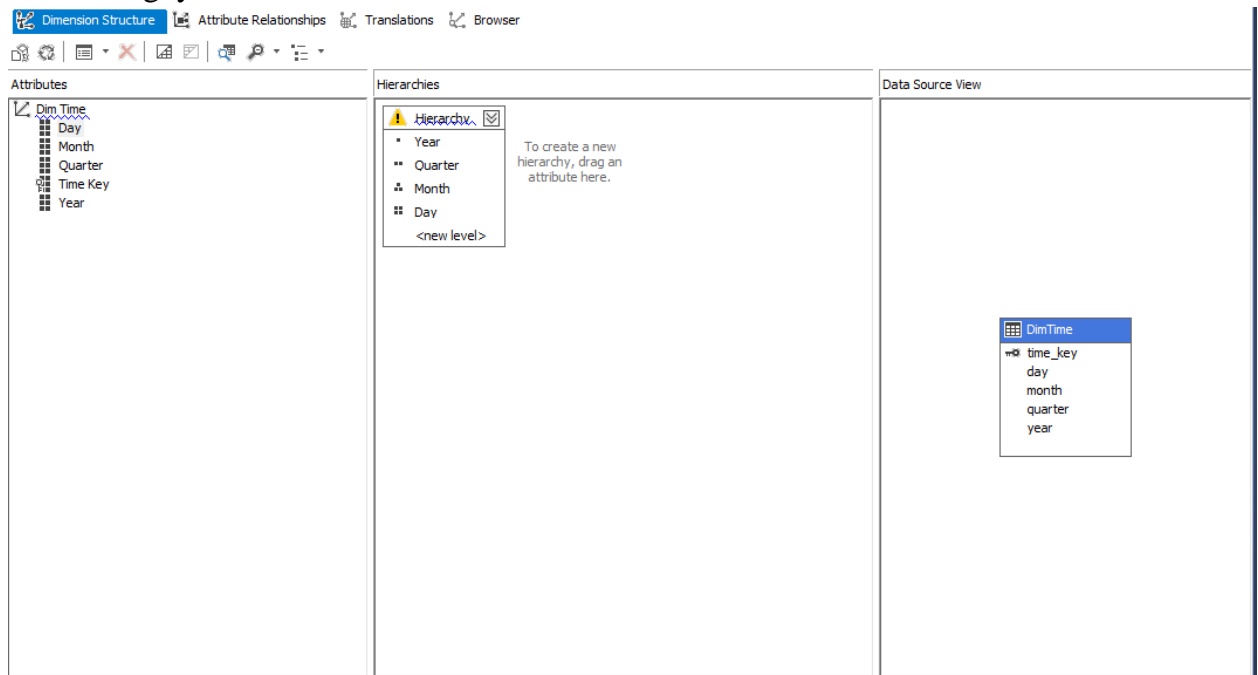 Dimension Structure Attribute Relationships Translations Browser
Attributes
Dim Time
Day
Month
Quarter
Time Key
Year
Hierarchies
Hierarchy
Year
Quarter
Month
Day
<new level>
To create a new
hierarchy, drag an
attribute here.
Data Source View
DimTime
time_key
day
month
quarter
year